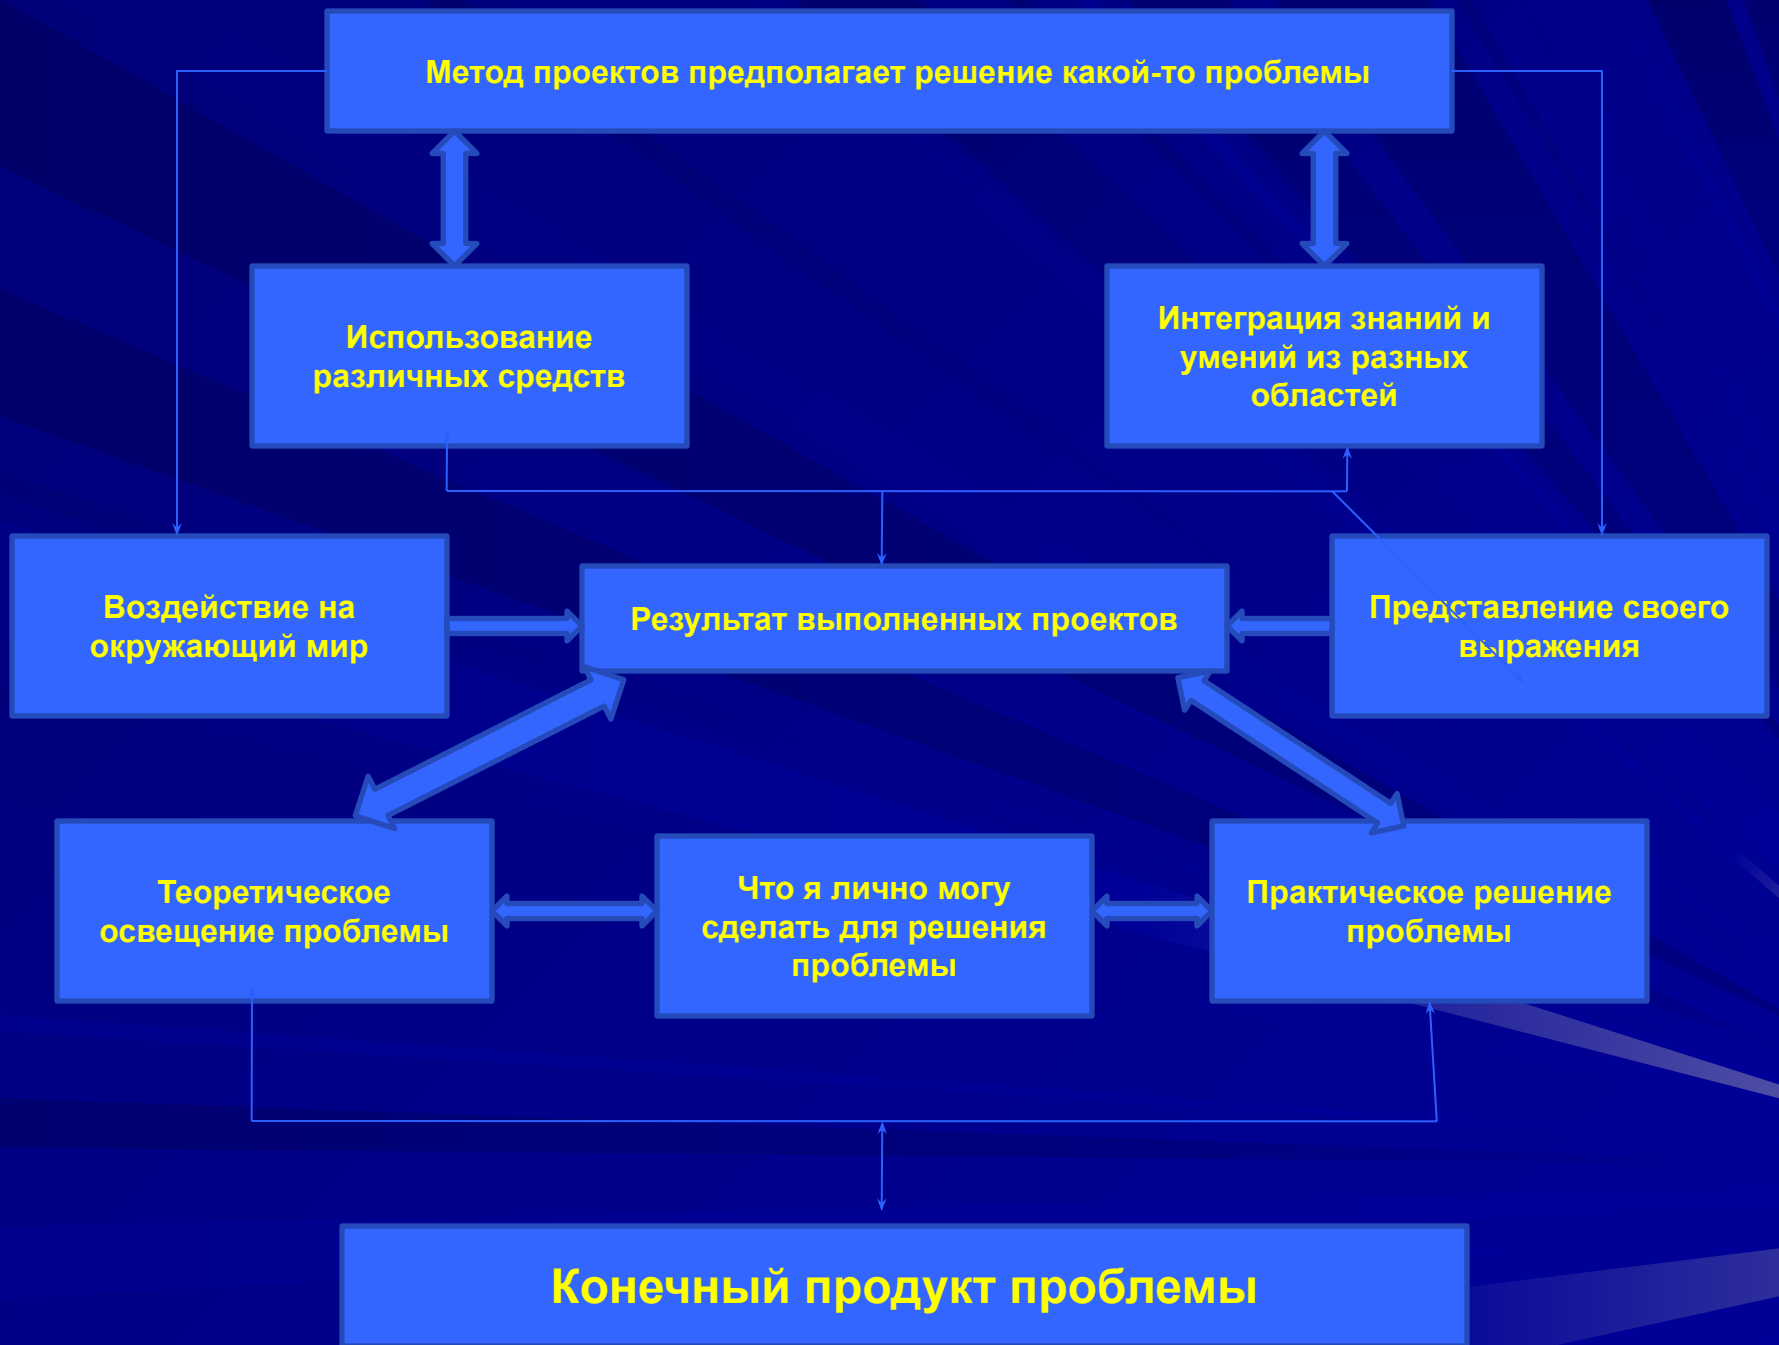 Метод проектов предполагает решение какой-то проблемы
Использование
различных средств
Интеграция знаний и
умений из разных
областей
Воздействие на
окружающий мир
Результат выполненных проектов
Представление своего
выражения
Теоретическое
освещение проблемы
Что я лично могу
сделать для решения
проблемы
Практическое решение
проблемы
Конечный продукт проблемы